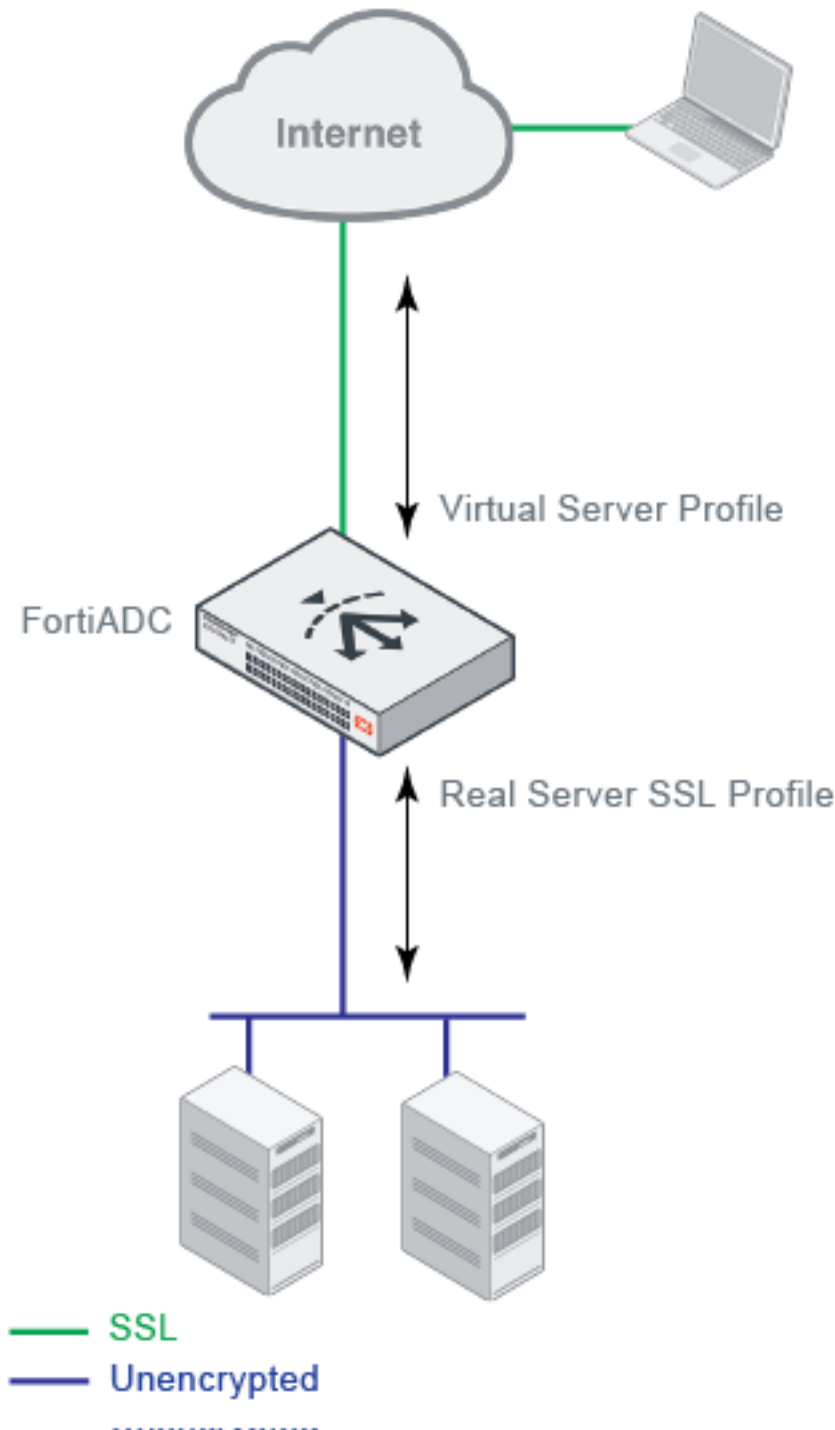 Internet
Virtual Server Profile
FortiADC
Real Server SSL Profile
SSL
Unencrypted